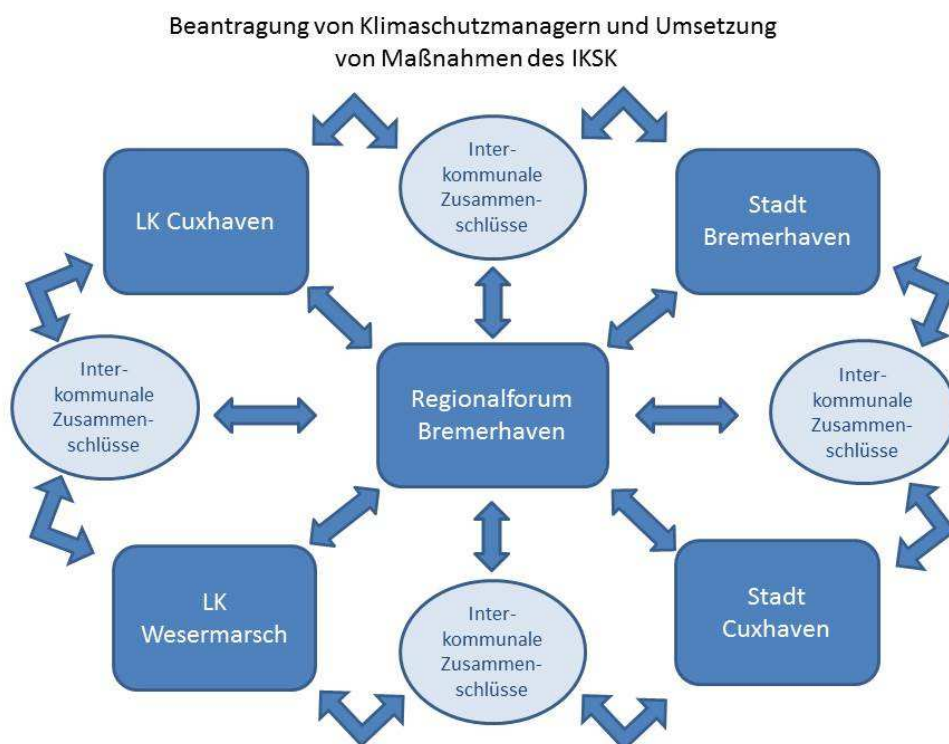 Beantragung von Klimaschutzmanagern und Umsetzung
von Maßnahmen des IKSK
Inter-
kommunale
Zusammen-
schlüsse
LK Cuxhaven
Stadt
Bremerhaven
Inter-
kommunale
Zusammen-
schlüsse
Regionalforum
Bremerhaven
Inter-
kommunale
Zusammen-
schlüsse
LK
Wesermarsch
Inter-
kommunale
Zusammen-
schlüsse
Stadt
Cuxhaven